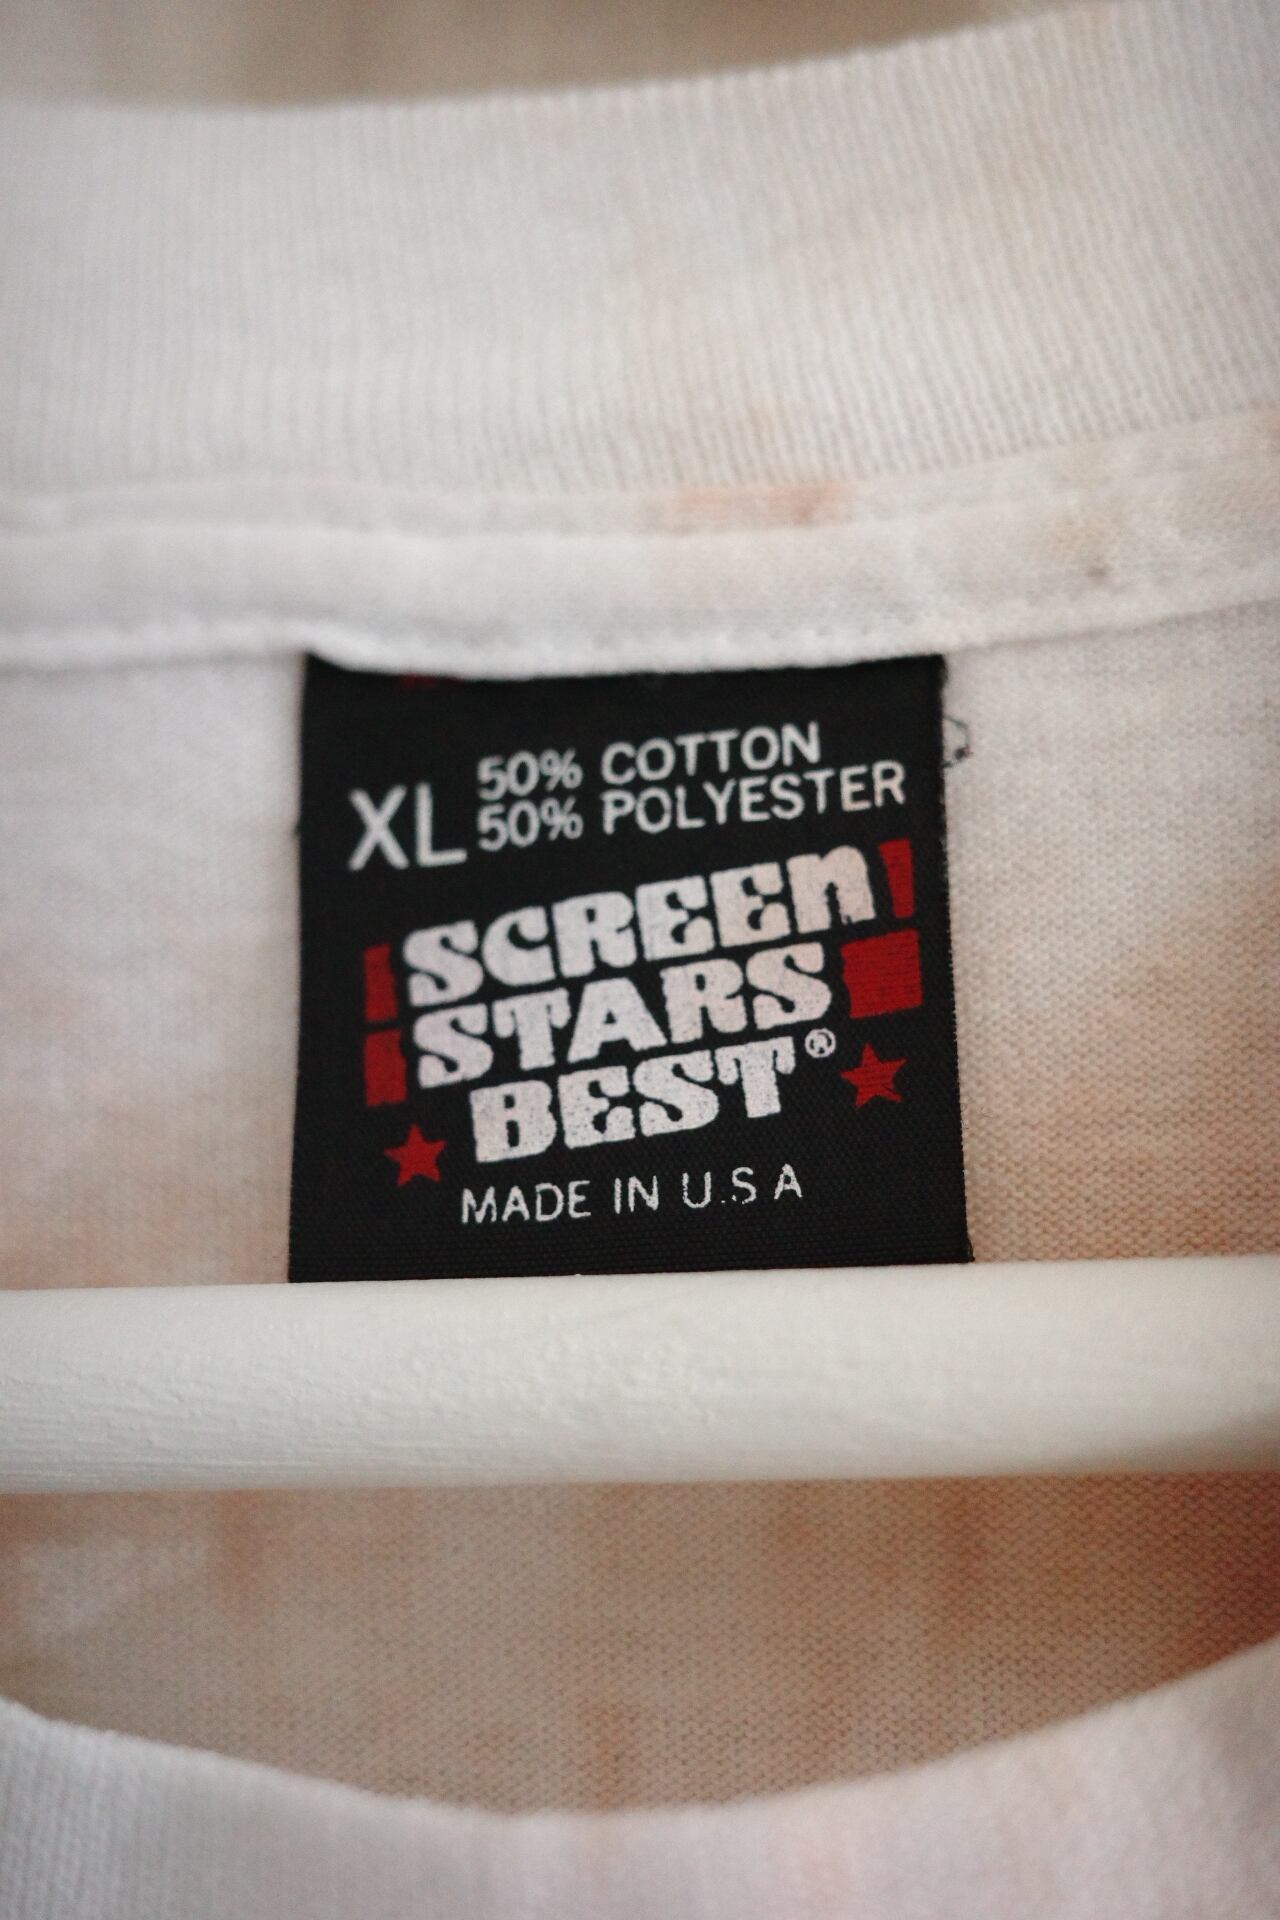 XL 50% COTTON
50% POLYESTER
SCREEN
STARS
BEST®
MADE IN U.S A